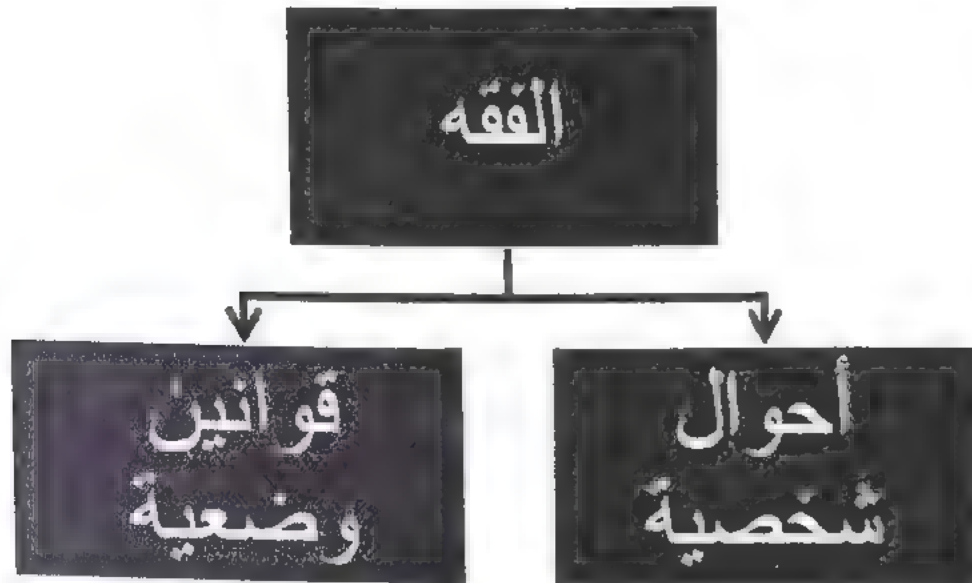 الفقه
أحوال
شخصية
قوانين
وضعية